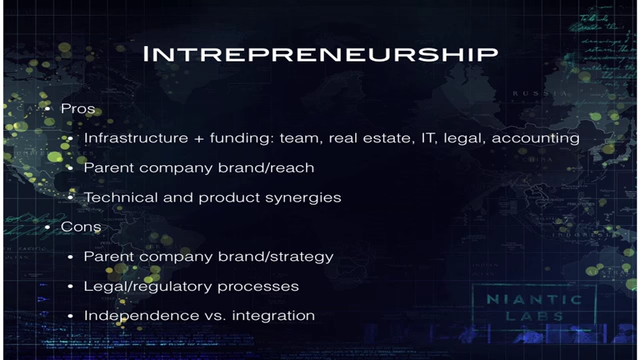 INTREPRENEURSHIP
• Pros
• Infrastructure + funding: team, real estate, IT, legal, accounting
• Parent company brand/reach
• Technical and product synergies
• Cons
• Parent company brand/strategy
• Legal/regulatory processes
• Independence vs. integration
RUSSIA
NIANTIC
LABS